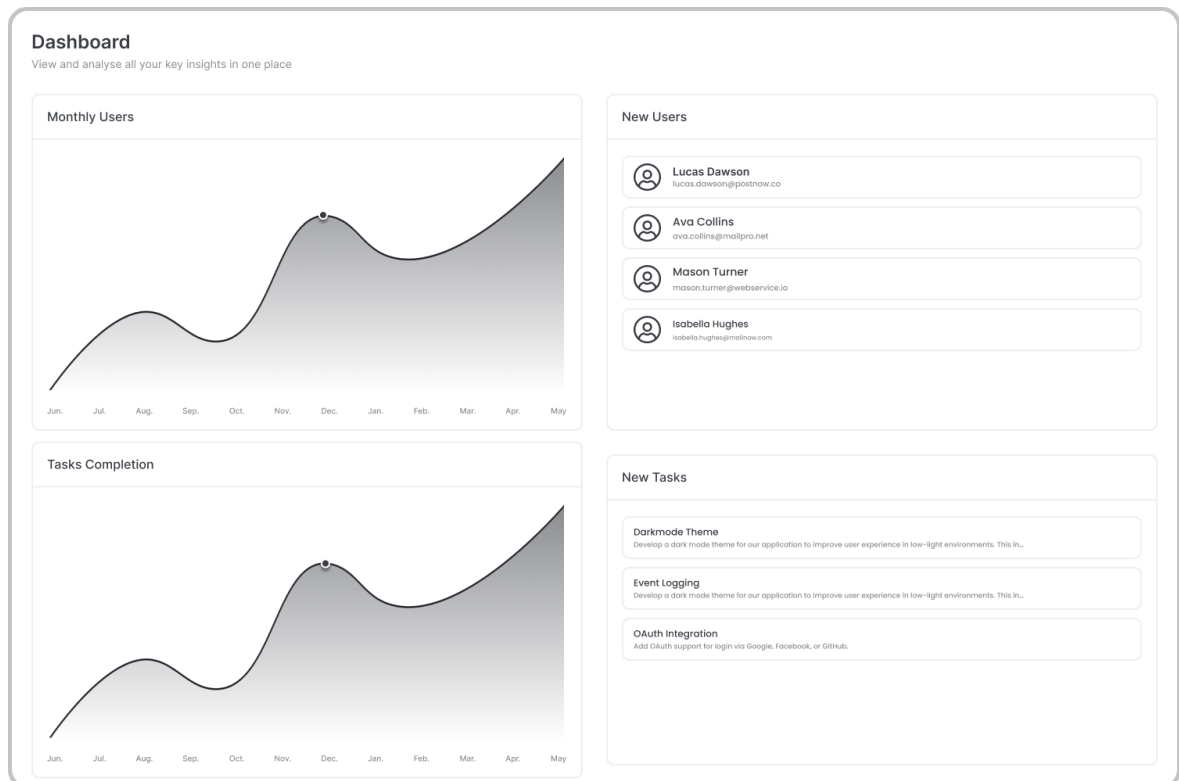 Dashboard
View and analyse all your key insights in one place
Monthly Users
Jun. Jul. Aug. Sep. Oct. Nov. Dec. Jan. Feb. Mar. Apr. May
New Users
Lucas Dawson
lucas.dawson@postnow.co
Ava Collins
ava.collins@mailpro.net
Mason Turner
mason.turner@webservice.io
Isabella Hughes
isabella.hughes@mailnow.com
Tasks Completion
Jun. Jul. Aug. Sep. Oct. Nov. Dec. Jan. Feb. Mar. Apr. May
New Tasks
Darkmode Theme
Develop a dark mode theme for our application to improve user experience in low-light environments. This in...
Event Logging
Develop a dark mode theme for our application to improve user experience in low-light environments. This in...
OAuth Integration
Add OAuth support for login via Google, Facebook, or GitHub.